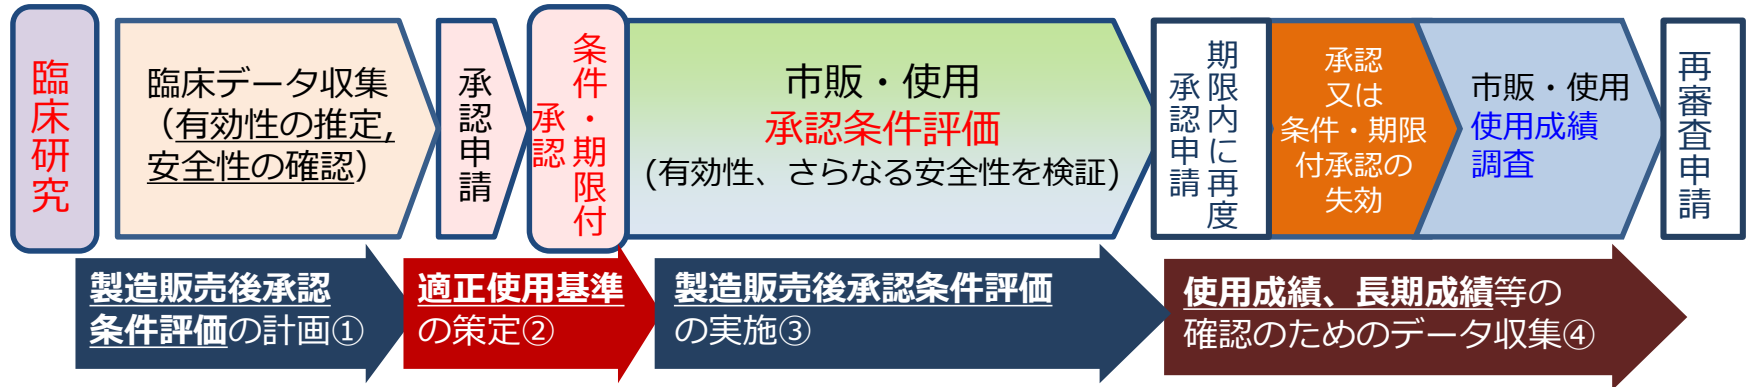 臨床研究
臨床データ収集
（有効性の推定,
安全性の確認）
承認申請
条件・期限付
承認
市販・使用
承認条件評価
(有効性、さらなる安全性を検証)
期限内に再度
承認申請
承認
又は
条件・期限
付承認の
失効
市販・使用
使用成績
調査
再審査申請
製造販売後承認
条件評価の計画①
適正使用基準
の策定②
製造販売後承認条件評価
の実施③
使用成績、長期成績等の
確認のためのデータ収集④